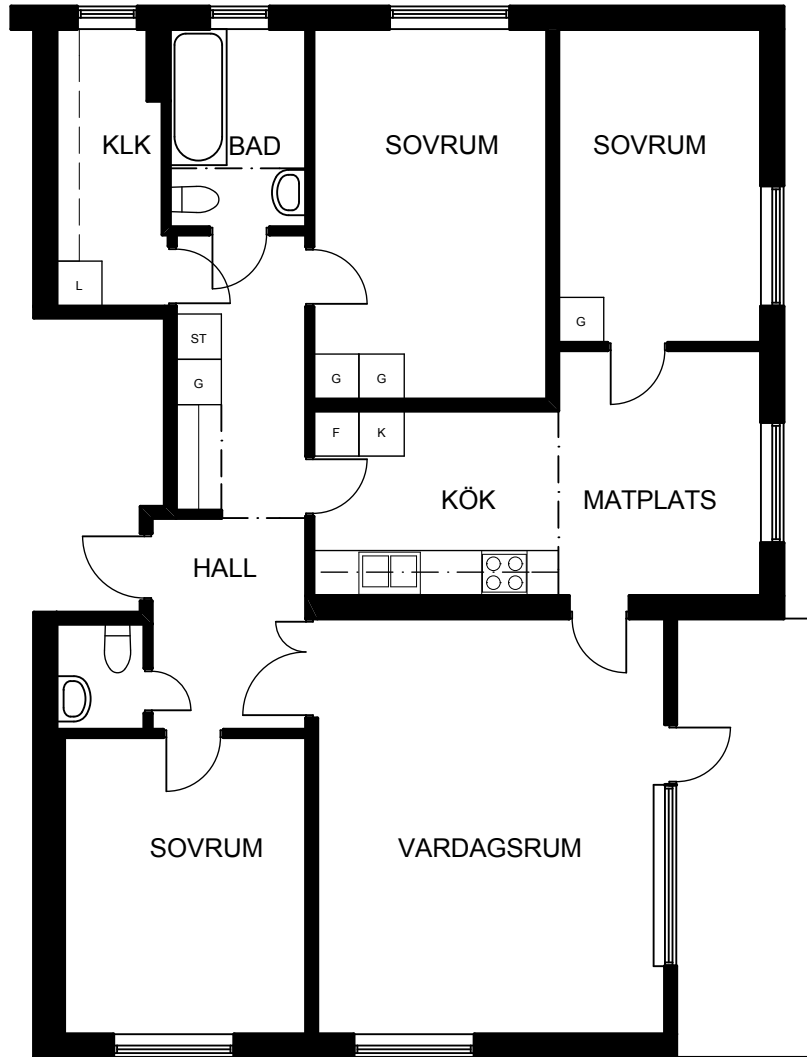 KLK
BAD
SOVRUM
SOVRUM
L
G
ST
G
G
G
F
K
KÖK
MATPLATS
HALL
SOVRUM
VARDAGSRUM